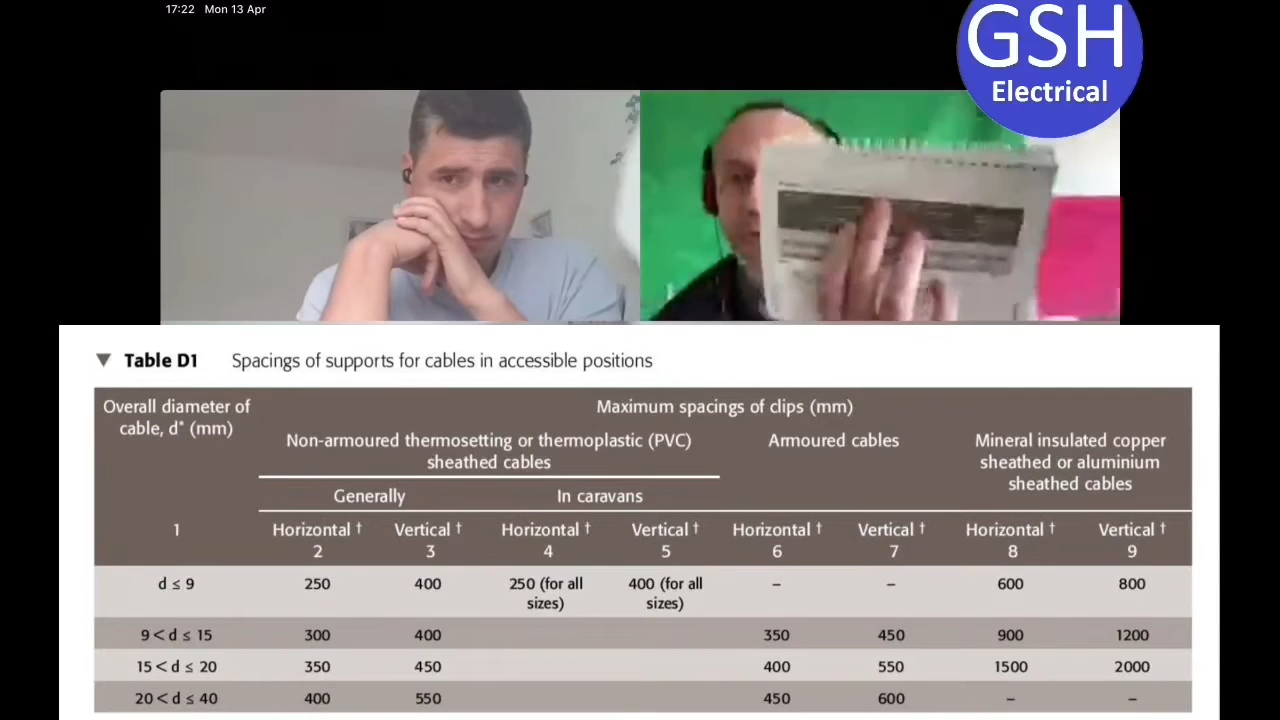 17:22 Mon 13 Apr
GSH
Electrical
▼ Table D1 Spacings of supports for cables in accessible positions
Overall diameter of cable, d* (mm) Maximum spacings of clips (mm)
Non-armoured thermosetting or thermoplastic (PVC) sheathed cables Armoured cables Mineral insulated copper sheathed or aluminium sheathed cables
Generally In caravans
1 Horizontal † 2 Vertical † 3 Horizontal † 4 Vertical † 5 Horizontal † 6 Vertical † 7 Horizontal † 8 Vertical † 9
d ≤ 9 250 400 250 (for all sizes) 400 (for all sizes) – – 600 800
9 < d ≤ 15 300 400 350 450 900 1200
15 < d ≤ 20 350 450 400 550 1500 2000
20 < d ≤ 40 400 550 450 600 – –